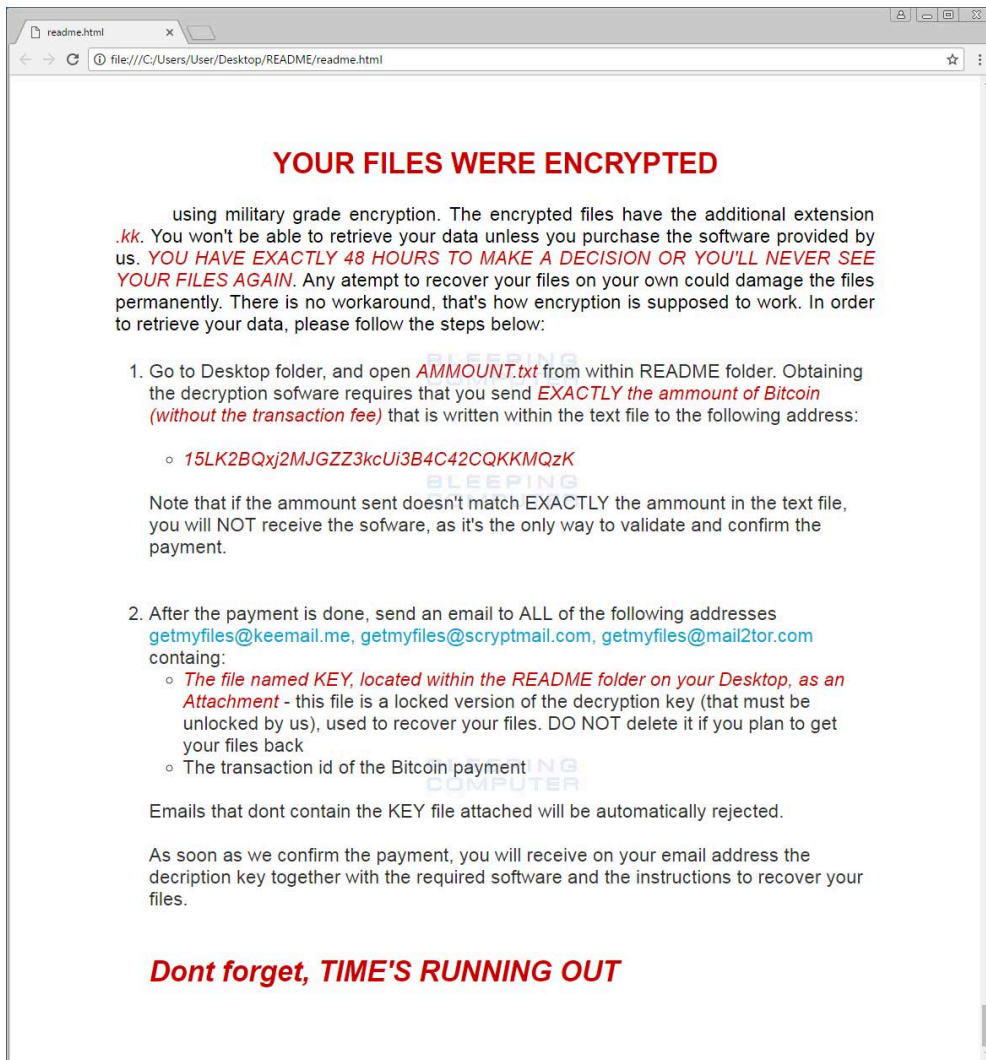 readme.html
file:///C:/Users/User/Desktop/README/readme.html
YOUR FILES WERE ENCRYPTED
using military grade encryption. The encrypted files have the additional extension
.kk. You won't be able to retrieve your data unless you purchase the software provided by
us. YOU HAVE EXACTLY 48 HOURS TO MAKE A DECISION OR YOU'LL NEVER SEE
YOUR FILES AGAIN. Any atempt to recover your files on your own could damage the files
permanently. There is no workaround, that's how encryption is supposed to work. In order
to retrieve your data, please follow the steps below:
1. Go to Desktop folder, and open AMMOUNT.txt from within README folder. Obtaining
the decryption sofware requires that you send EXACTLY the ammount of Bitcoin
(without the transaction fee) that is written within the text file to the following address:
15LK2BQxj2MJGZZ3kcUi3B4C42CQKKMQzK
Note that if the ammount sent doesn't match EXACTLY the ammount in the text file,
you will NOT receive the sofware, as it's the only way to validate and confirm the
payment.
2. After the payment is done, send an email to ALL of the following addresses
getmyfiles@keemail.me, getmyfiles@scryptmail.com, getmyfiles@mail2tor.com
containg:
The file named KEY, located within the README folder on your Desktop, as an
Attachment - this file is a locked version of the decryption key (that must be
unlocked by us), used to recover your files. DO NOT delete it if you plan to get
your files back
The transaction id of the Bitcoin payment
Emails that dont contain the KEY file attached will be automatically rejected.
As soon as we confirm the payment, you will receive on your email address the
decription key together with the required software and the instructions to recover your
files.
Dont forget, TIME'S RUNNING OUT
BLEEPING
COMPUTER
BLEEPING
COMPUTER
BLEEPING
COMPUTER